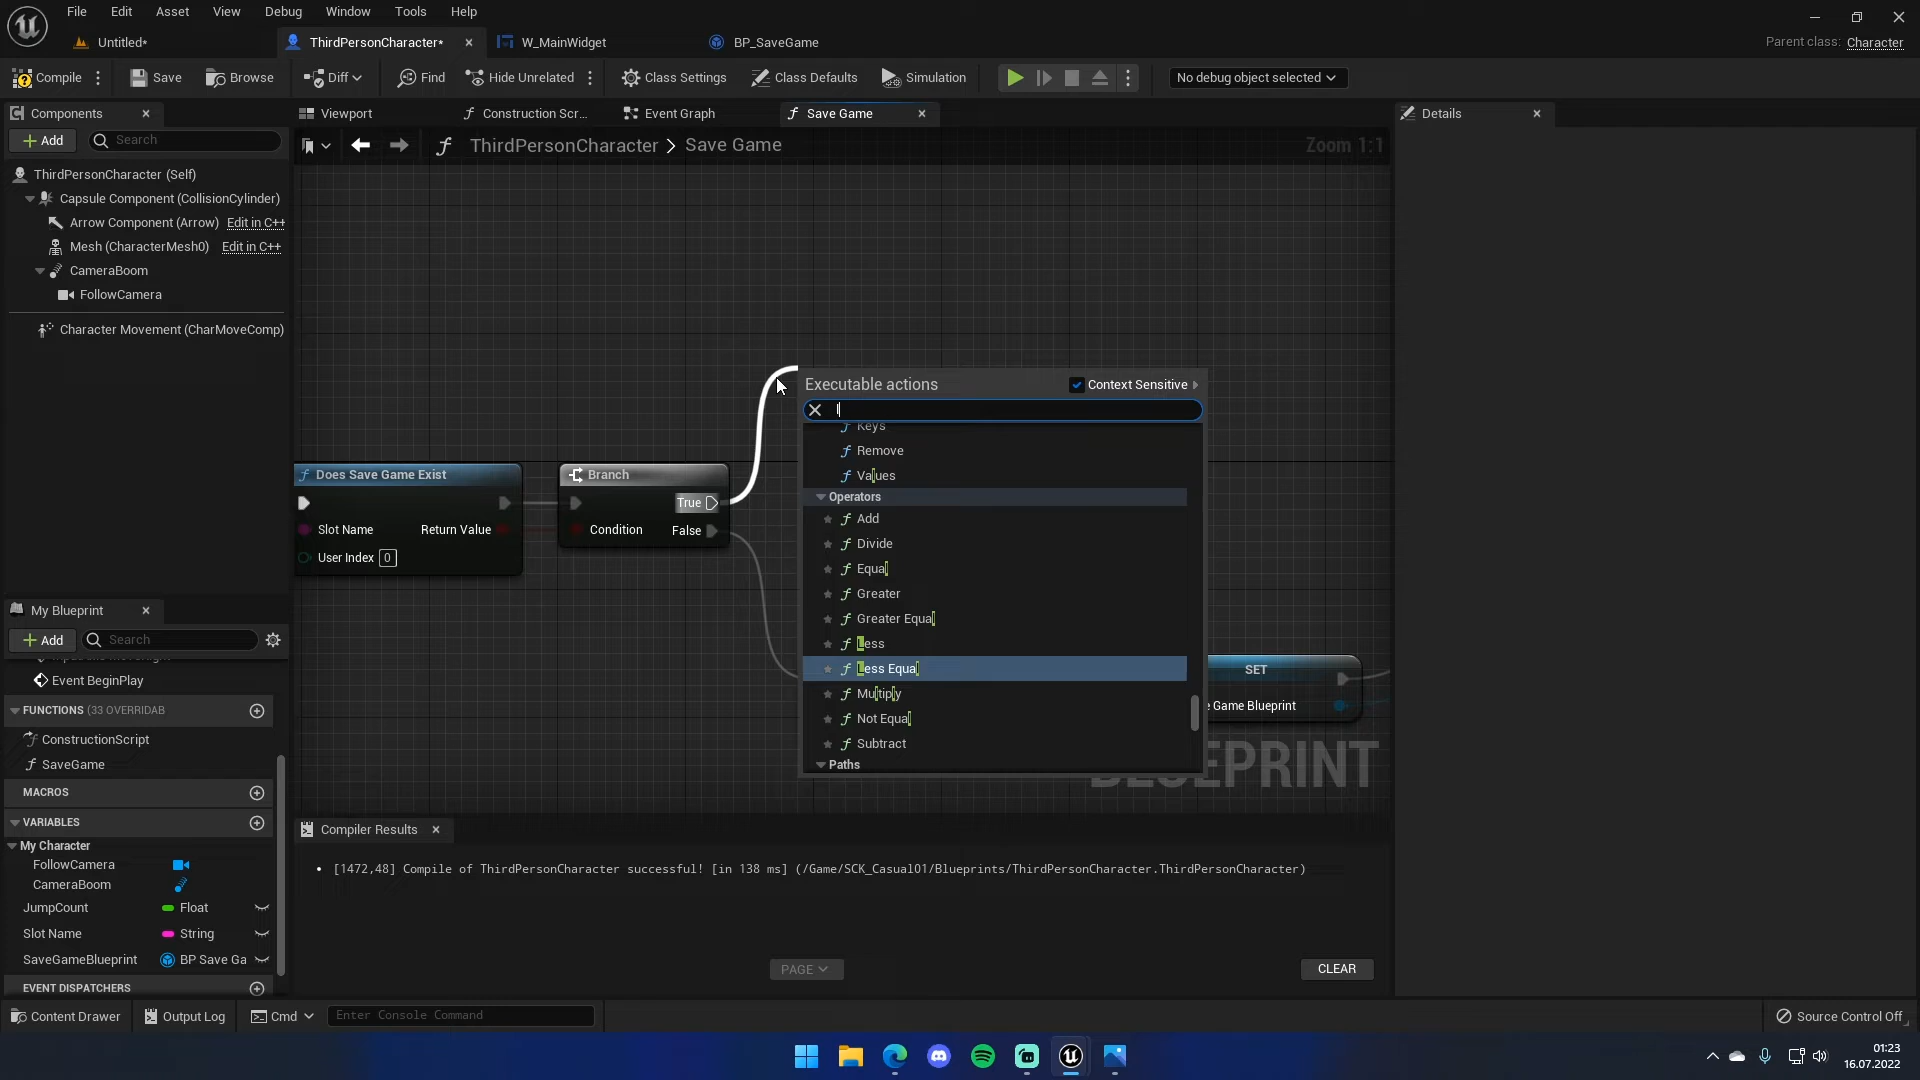 File Edit Asset View Debug Window Tools Help
Untitled* ThirdPersonCharacter* W_MainWidget BP_SaveGame
Parent class: Character
Compile Save Browse Diff Find Hide Unrelated Class Settings Class Defaults Simulation No debug object selected
Components
Add Search
ThirdPersonCharacter (Self)
Capsule Component (CollisionCylinder)
Arrow Component (Arrow) Edit in C++
Mesh (CharacterMesh0) Edit in C++
CameraBoom
FollowCamera
Character Movement (CharMoveComp)
Viewport Construction Scr... Event Graph Save Game
ThirdPersonCharacter > Save Game
Zoom 1:1
Details
Executable actions
Context Sensitive
l
Keys
Remove
Values
Operators
Add
Divide
Equal
Greater
Greater Equal
Less
Less Equal
Multiply
Not Equal
Subtract
Paths
Does Save Game Exist
Slot Name Return Value
User Index 0
Branch
True
Condition False
SET
e Game Blueprint
BLUEPRINT
My Blueprint
Add Search
Event BeginPlay
FUNCTIONS (33 OVERRIDAB
ConstructionScript
SaveGame
MACROS
VARIABLES
My Character
FollowCamera
CameraBoom
JumpCount Float
Slot Name String
SaveGameBlueprint BP Save Ga
EVENT DISPATCHERS
Compiler Results
[1472,48] Compile of ThirdPersonCharacter successful! [in 138 ms] (/Game/SCK_Casual01/Blueprints/ThirdPersonCharacter.ThirdPersonCharacter)
PAGE CLEAR
Content Drawer Output Log Cmd Enter Console Command Source Control Off
01:23
16.07.2022